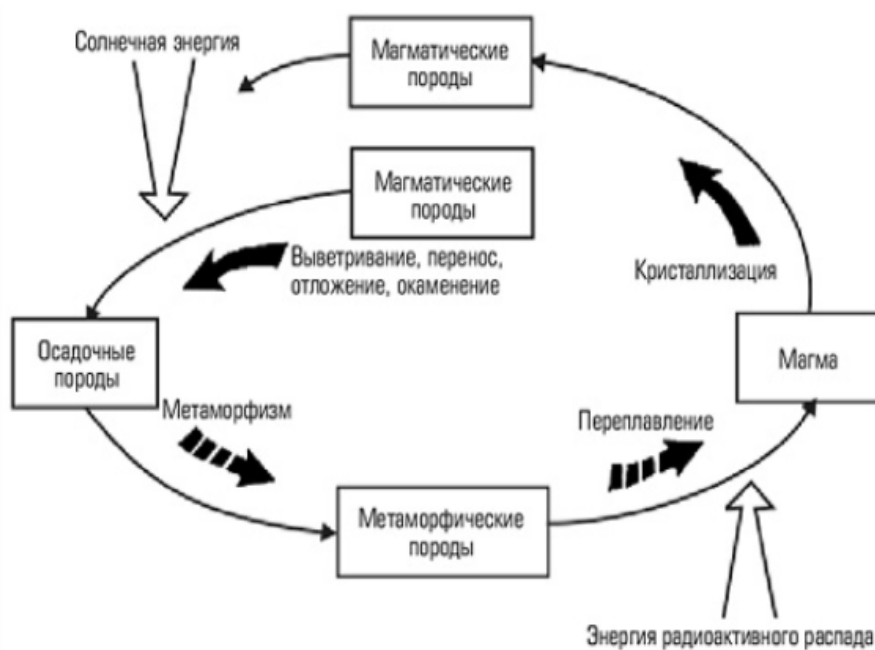 Солнечная энергия
Магматические
породы
Магматические
породы
Выветривание, перенос,
отложение, окаменение
Кристаллизация
Осадочные
породы
Магма
Метаморфизм
Переплавление
Метаморфические
породы
Энергия радиоактивного распада